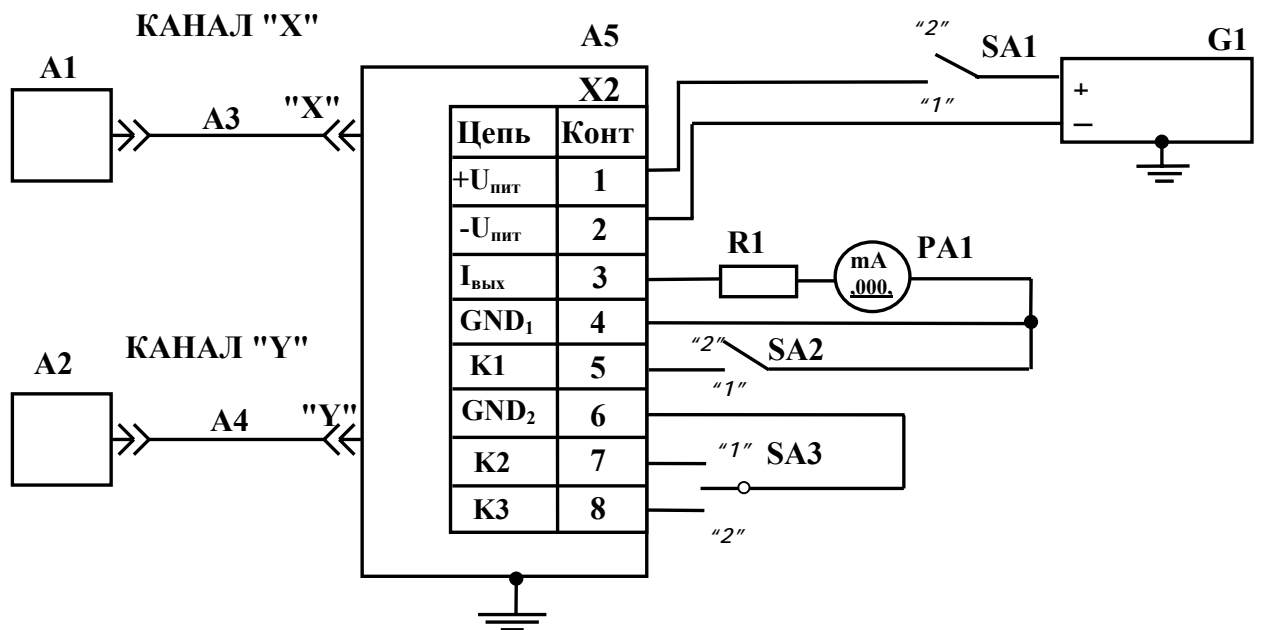 КАНАЛ "X"
A1
A3
"X"
A5
X2
Цепь Конт
+Uпит 1
-Uпит 2
Iвых 3
GND1 4
K1 5
GND2 6
K2 7
K3 8
"2"
SA1
"1"
G1
+
–
R1
mA
,000,
PA1
"2"
SA2
"1"
"1" SA3
"2"
КАНАЛ "Y"
A2
A4
"Y"